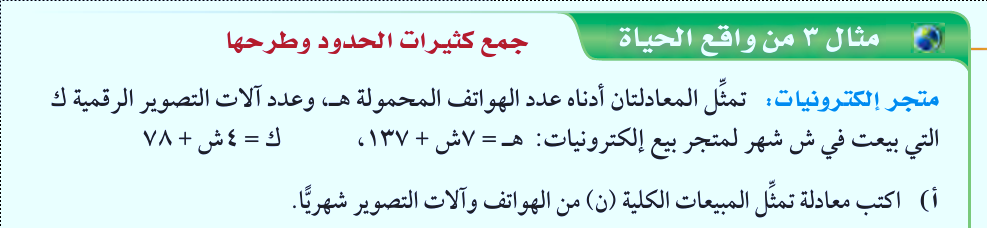 مثال ٣ من واقع الحياة جمع كثيرات الحدود وطرحها
متجر إلكترونيات: تمثِّل المعادلتان أدناه عدد الهواتف المحمولة هـ، وعدد آلات التصوير الرقمية ك
التي بيعت في ش شهر لمتجر بيع إلكترونيات: هـ = ٧ش + ١٣٧، ك = ٤ش + ٧٨
أ) اكتب معادلة تمثِّل المبيعات الكلية (ن) من الهواتف وآلات التصوير شهريًّا.